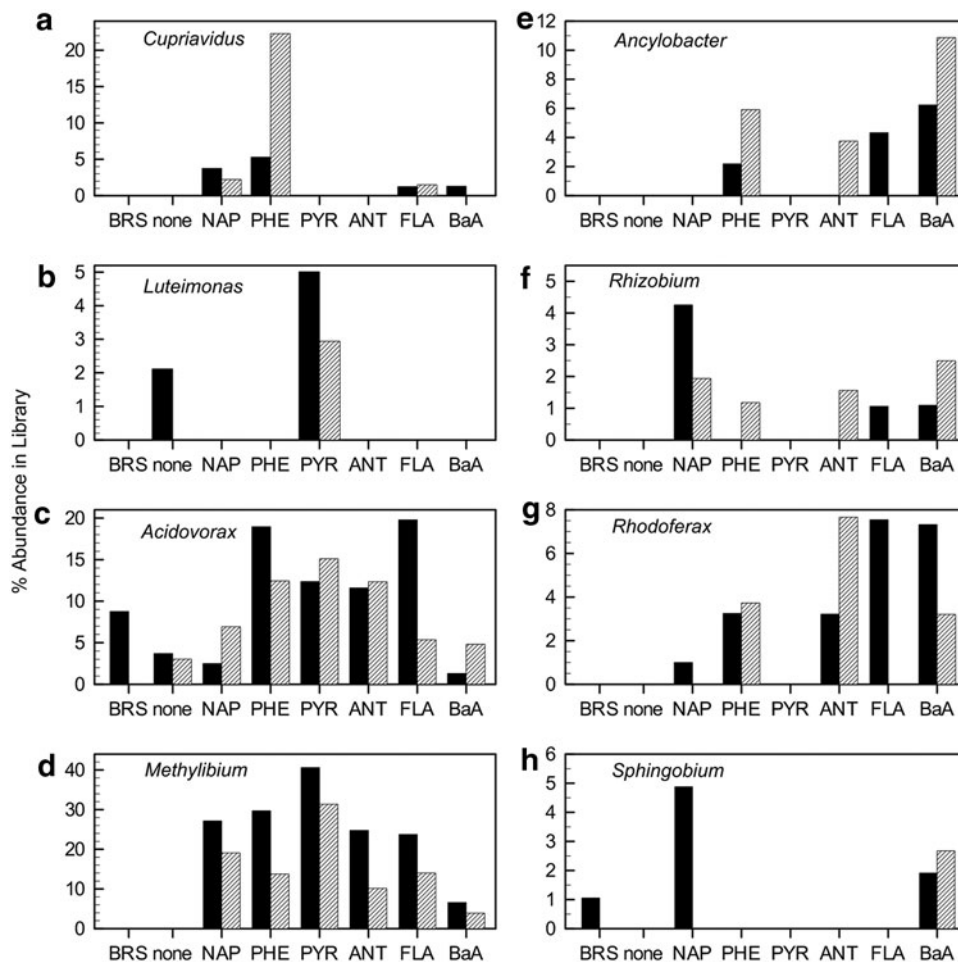 % Abundance in Library
a
Cupriavidus
20
15
10
5
0
BRS none NAP PHE PYR ANT FLA BaA
b
Luteimonas
5
4
3
2
1
0
BRS none NAP PHE PYR ANT FLA BaA
c
Acidovorax
20
15
10
5
0
BRS none NAP PHE PYR ANT FLA BaA
d
Methylibium
40
30
20
10
0
BRS none NAP PHE PYR ANT FLA BaA
e
Ancylobacter
12
10
8
6
4
2
0
BRS none NAP PHE PYR ANT FLA BaA
f
Rhizobium
5
4
3
2
1
0
BRS none NAP PHE PYR ANT FLA BaA
g
Rhodoferax
8
6
4
2
0
BRS none NAP PHE PYR ANT FLA BaA
h
Sphingobium
6
5
4
3
2
1
0
BRS none NAP PHE PYR ANT FLA BaA